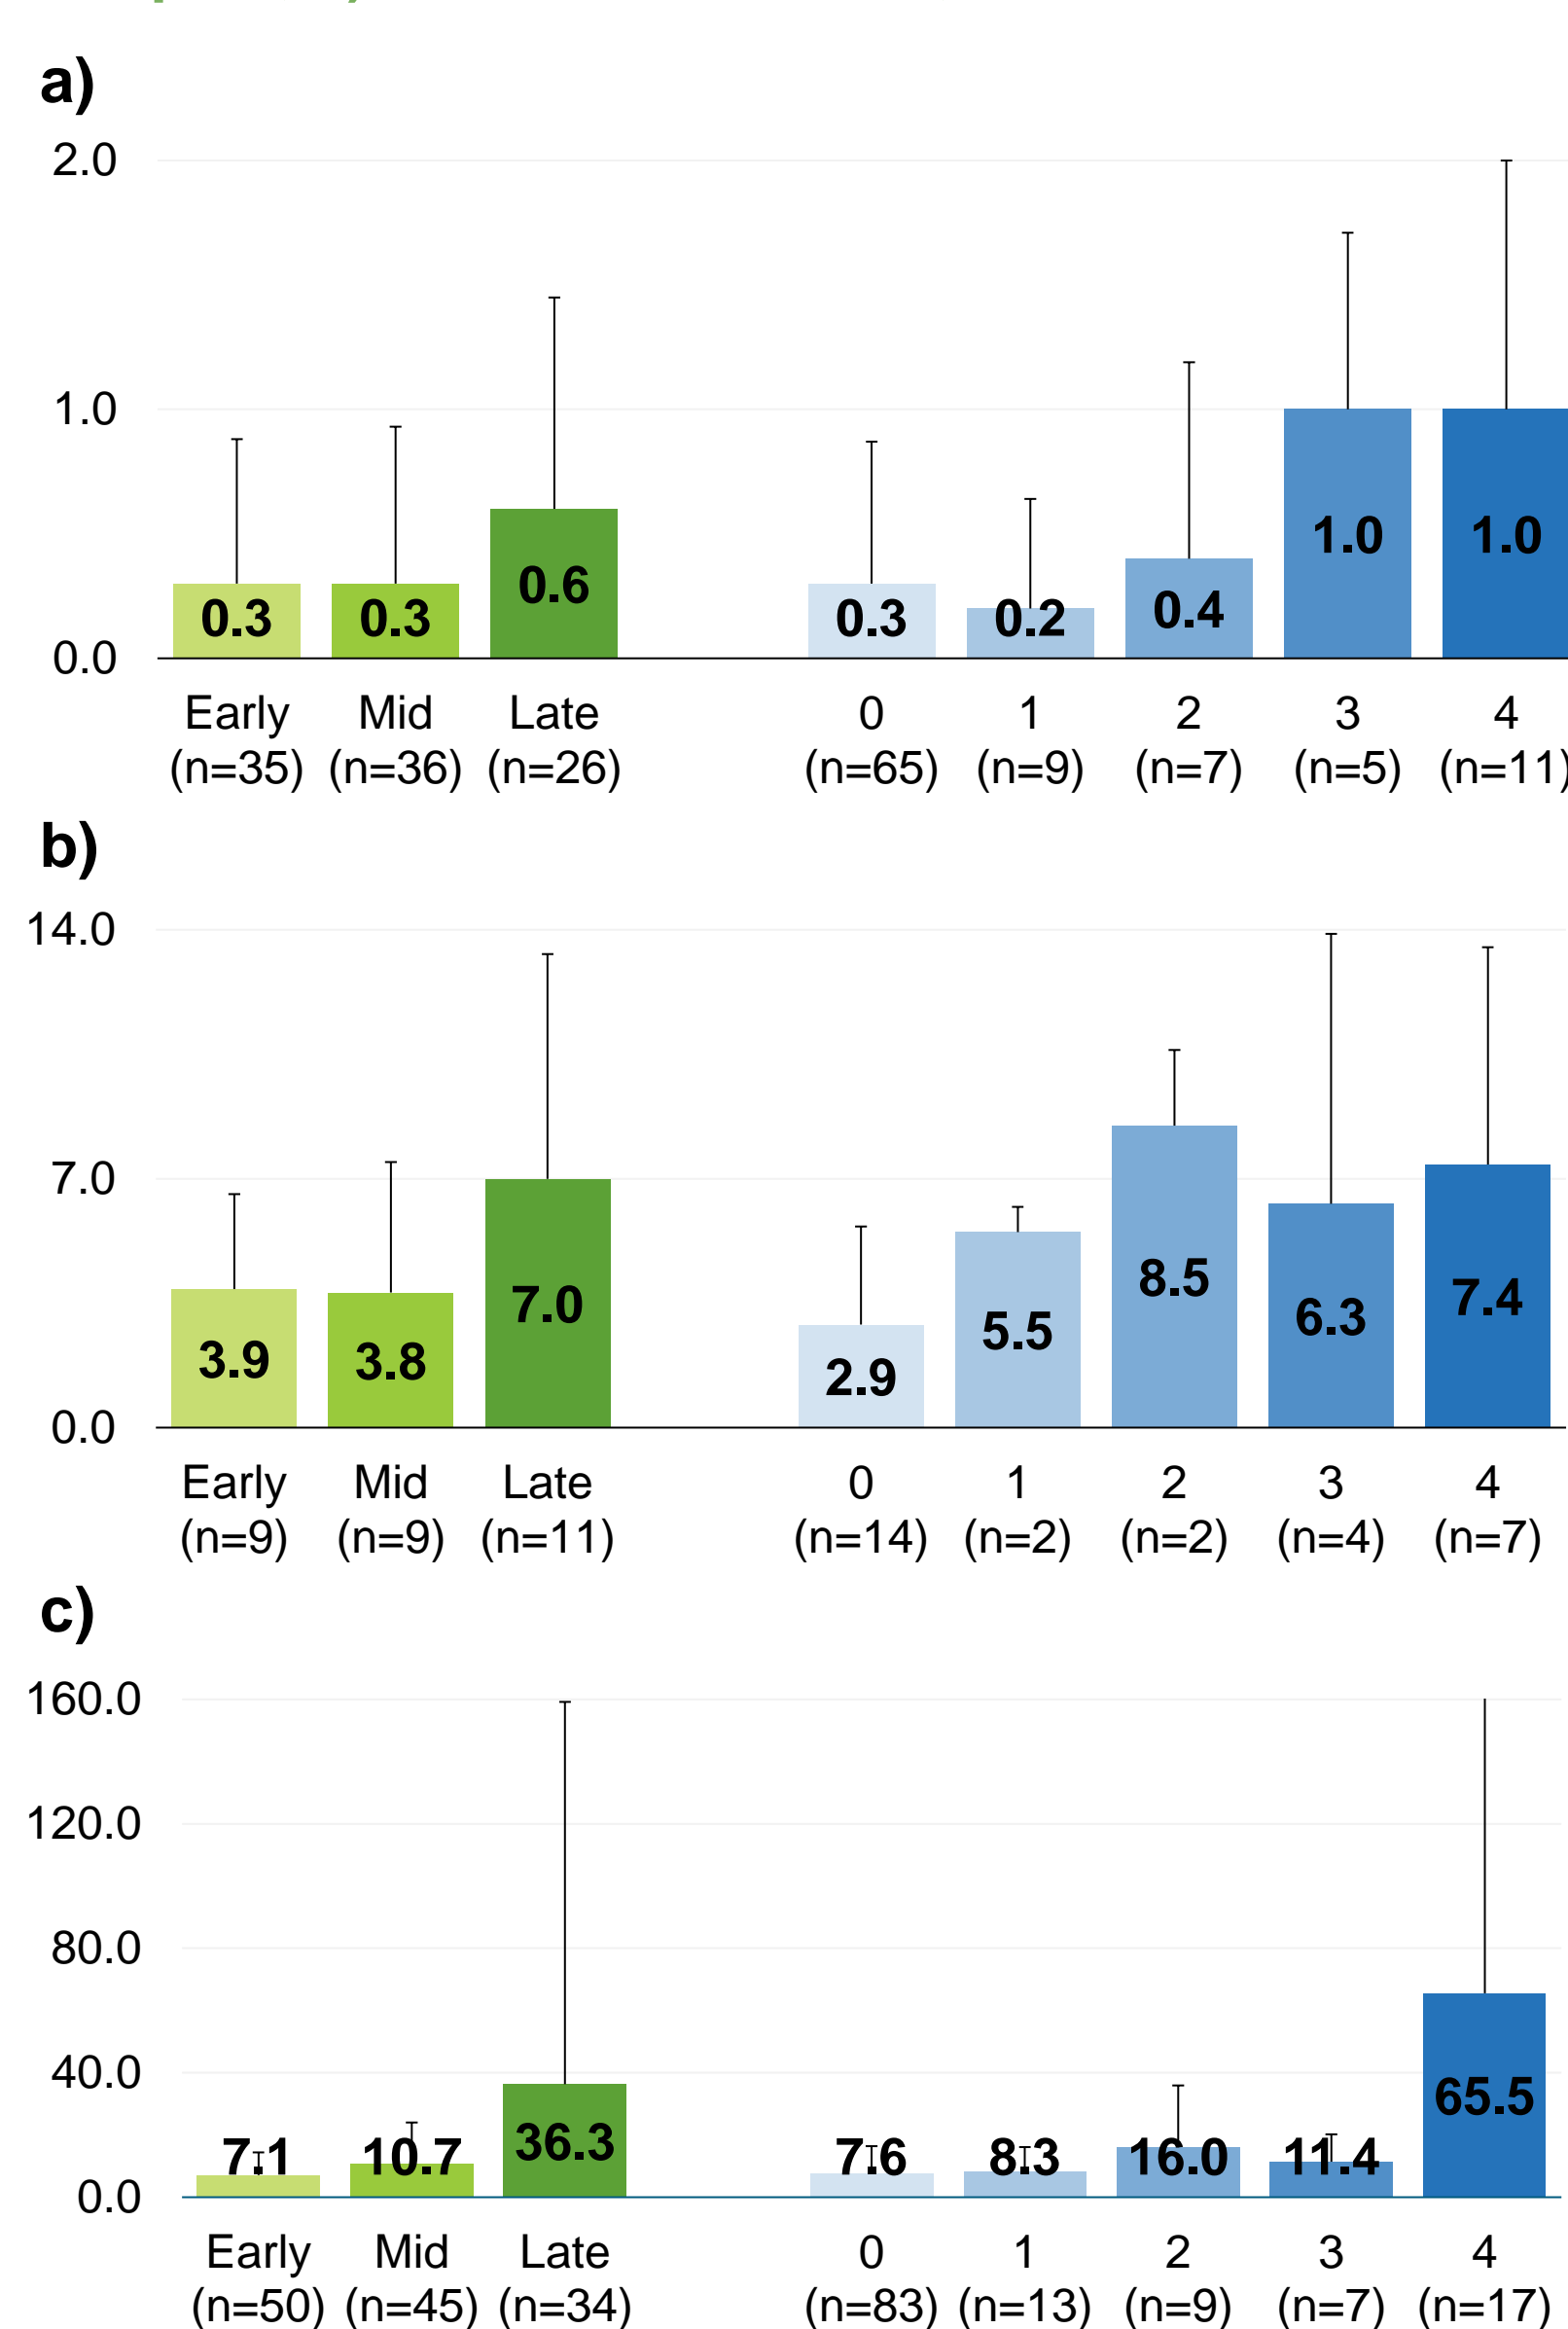 a)
2.0
1.0
0.0
0.3 0.3 0.6 0.3 0.2 0.4 1.0 1.0
Early Mid Late 0 1 2 3 4
(n=35) (n=36) (n=26) (n=65) (n=9) (n=7) (n=5) (n=11)
b)
14.0
7.0
0.0
3.9 3.8 7.0 2.9 5.5 8.5 6.3 7.4
Early Mid Late 0 1 2 3 4
(n=9) (n=9) (n=11) (n=14) (n=2) (n=2) (n=4) (n=7)
c)
160.0
120.0
80.0
40.0
0.0
7.1 10.7 36.3 7.6 8.3 16.0 11.4 65.5
Early Mid Late 0 1 2 3 4
(n=50) (n=45) (n=34) (n=83) (n=13) (n=9) (n=7) (n=17)